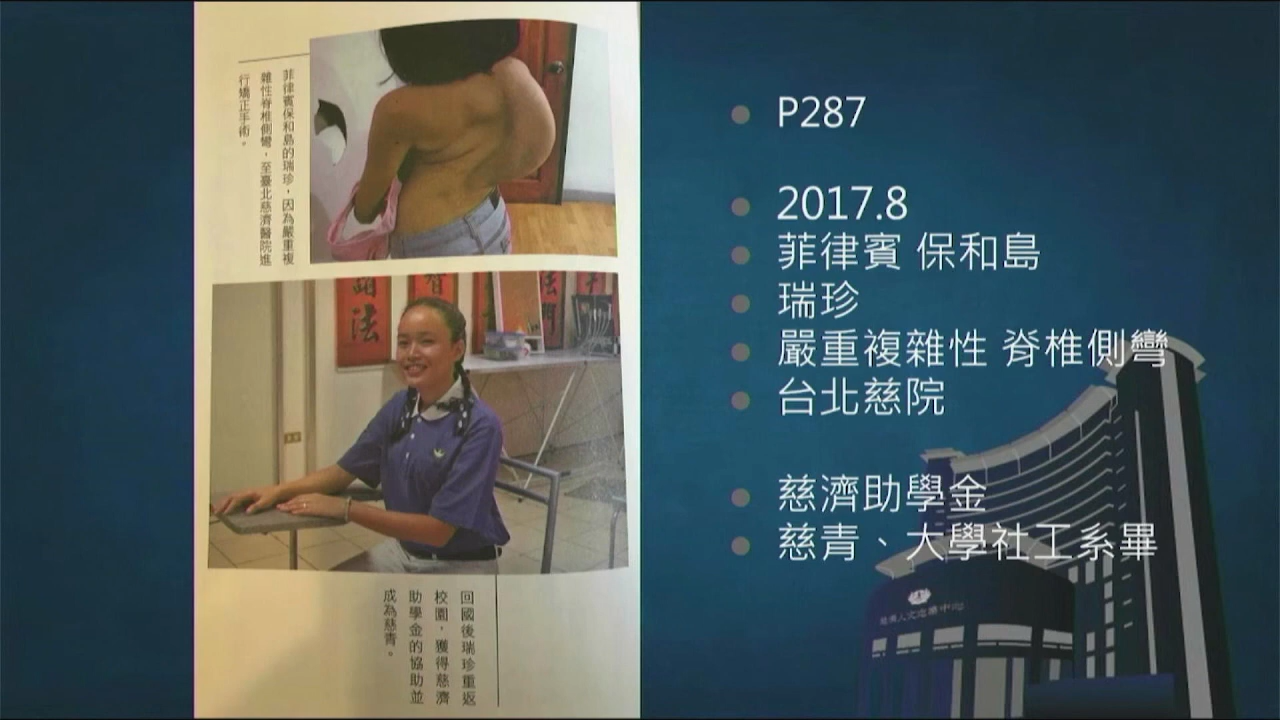 菲律賓保和島的瑞珍，因為嚴重複
雜性脊椎側彎，至臺北慈濟醫院進
行矯正手術。
法
回國後瑞珍重返
校園，獲得慈濟
助學金的協助並
成為慈青。
P287
2017.8
菲律賓 保和島
瑞珍
嚴重複雜性 脊椎側彎
台北慈院
慈濟助學金
慈青、大學社工系畢